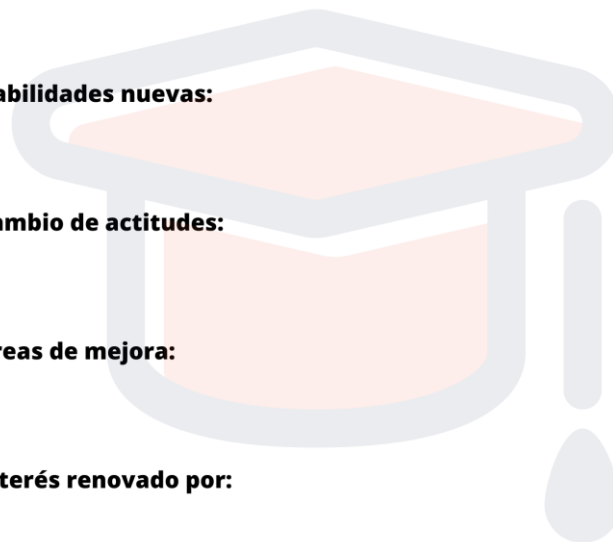 abilidades nuevas:
ambio de actitudes:
reas de mejora:
terés renovado por: